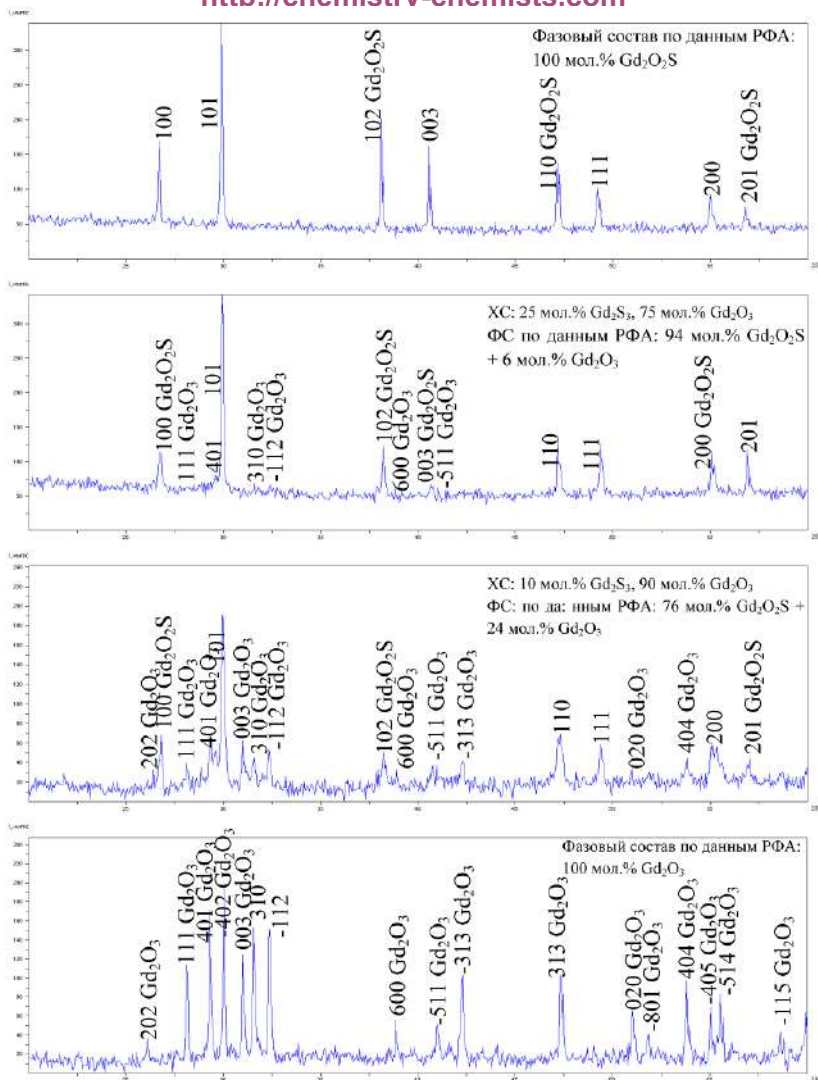 http://chemistry-chemists.com
Фазовый состав по данным РФА:
100 мол.% Gd₂O₂S
100
101
102 Gd₂O₂S
003
110 Gd₂O₂S
111
200
201 Gd₂O₂S
ХС: 25 мол.% Gd₂S₃, 75 мол.% Gd₂O₃
ФС по данным РФА: 94 мол.% Gd₂O₂S
+ 6 мол.% Gd₂O₃
100 Gd₂O₂S
111 Gd₂O₃
401
101
310 Gd₂O₃
-112 Gd₂O₃
102 Gd₂O₂S
600 Gd₂O₃
003 Gd₂O₂S
-511 Gd₂O₃
110
111
200 Gd₂O₂S
201
ХС: 10 мол.% Gd₂S₃, 90 мол.% Gd₂O₃
ФС: по да: нным РФА: 76 мол.% Gd₂O₂S +
24 мол.% Gd₂O₃
202 Gd₂O₃
100 Gd₂O₂S
111 Gd₂O₃
401 Gd₂O₃
101
003 Gd₂O₃
310 Gd₂O₃
-112 Gd₂O₃
102 Gd₂O₂S
600 Gd₂O₃
-511 Gd₂O₃
-313 Gd₂O₃
110
111
020 Gd₂O₃
404 Gd₂O₃
200
201 Gd₂O₂S
Фазовый состав по данным РФА:
100 мол.% Gd₂O₃
202 Gd₂O₃
111 Gd₂O₃
401 Gd₂O₃
-402 Gd₂O₃
003 Gd₂O₃
310
-112
600 Gd₂O₃
-511 Gd₂O₃
-313 Gd₂O₃
313 Gd₂O₃
020 Gd₂O₃
-801 Gd₂O₃
404 Gd₂O₃
-405 Gd₂O₃
-514 Gd₂O₃
-115 Gd₂O₃